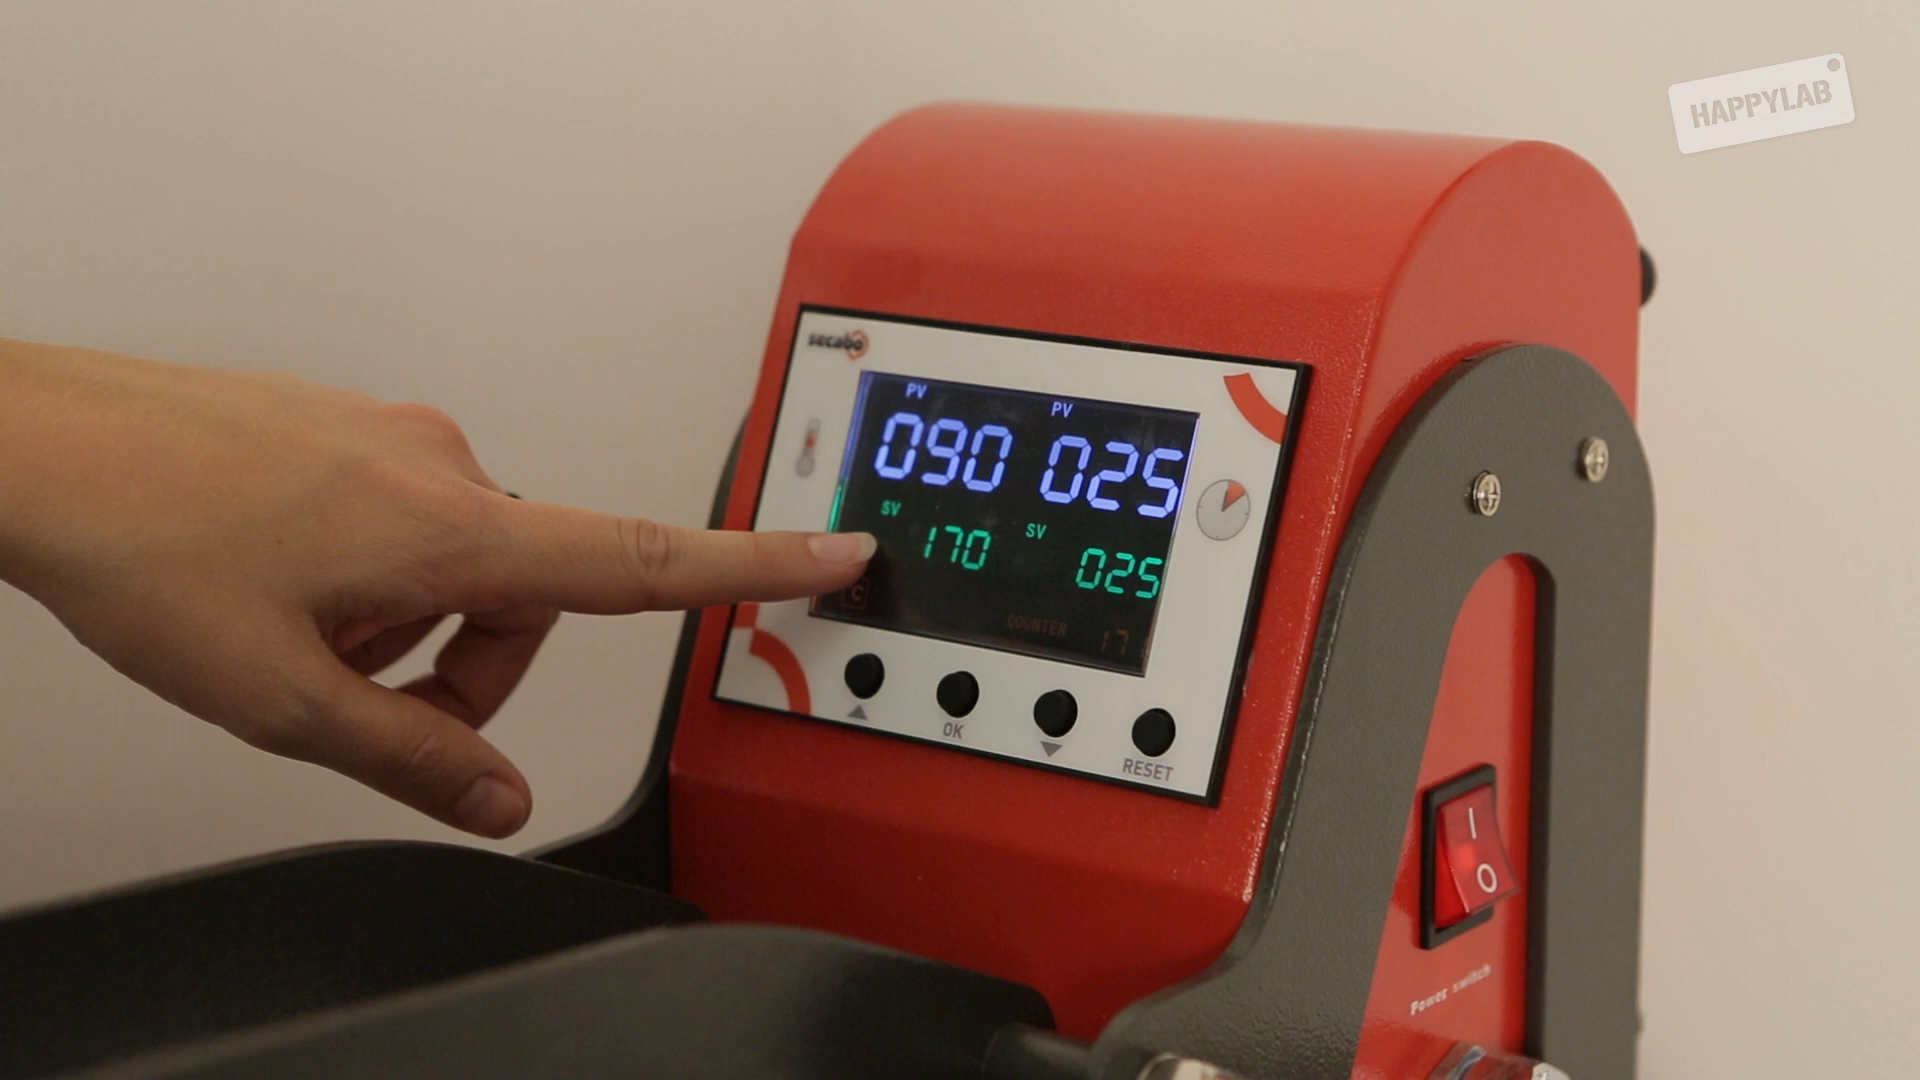 HAPPYLAB
secabo
PV PV
090 025
SV SV
170 025
C
COUNTER 17
OK
RESET
I
O
Power switch